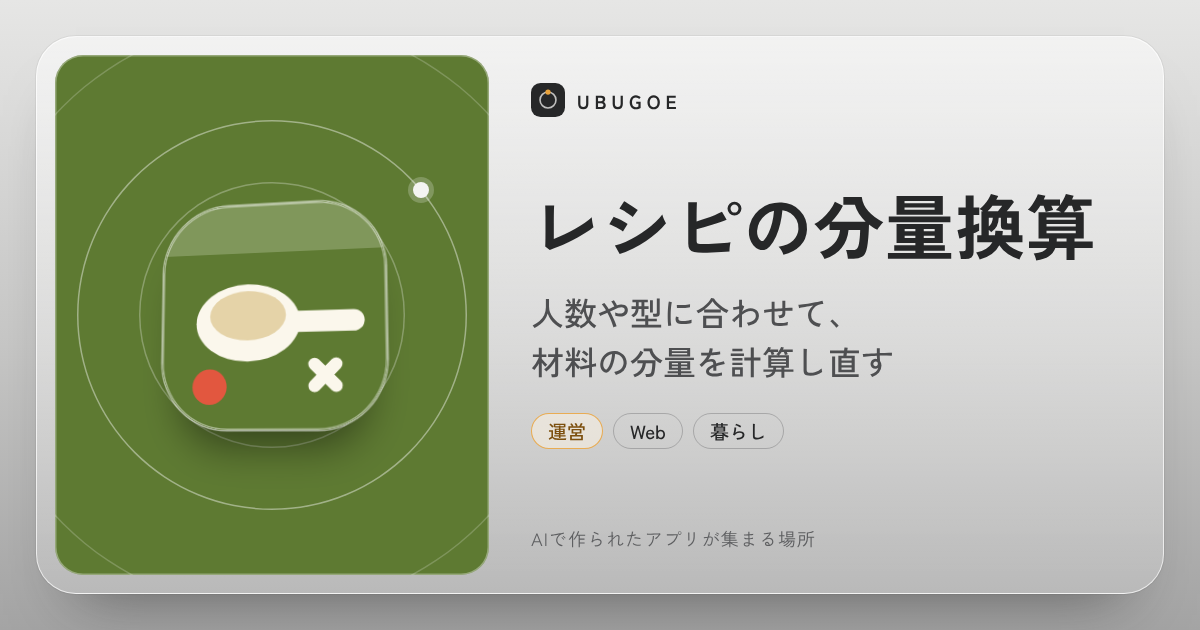 UBUGOE
レシピの分量換算
人数や型に合わせて、
材料の分量を計算し直す
運営 Web 暮らし
AIで作られたアプリが集まる場所